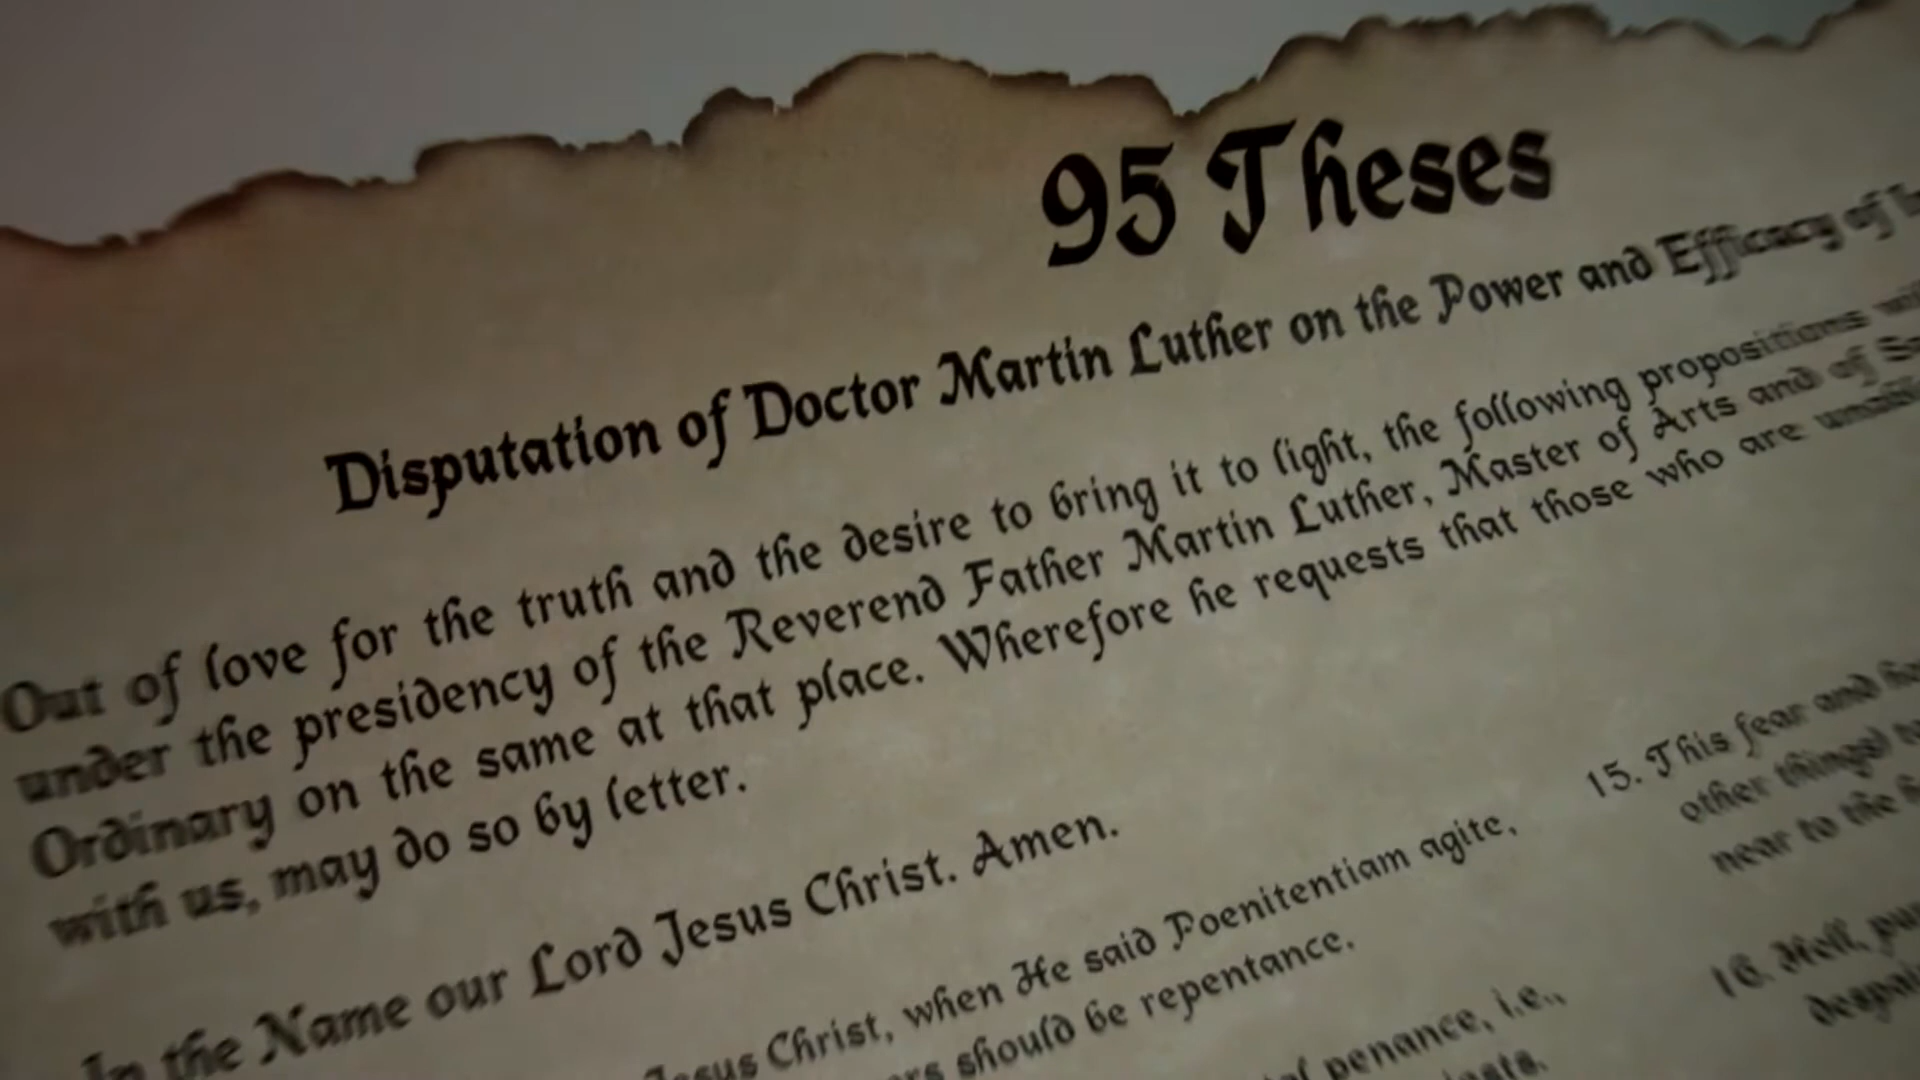 95 Theses
Disputation of Doctor Martin Luther on the Power and Efficacy of
Out of love for the truth and the desire to bring it to light, the following propositions
under the presidency of the Reverend Father Martin Luther, Master of Arts and of
Ordinary on the same at that place. Wherefore he requests that those who are
with us, may do so by letter.
In the Name our Lord Jesus Christ. Amen.
Jesus Christ, when He said Poenitentiam agite,
should be repentance.
penance, i.e.,
15. This fear and
other things)
near to the
16. Hell,